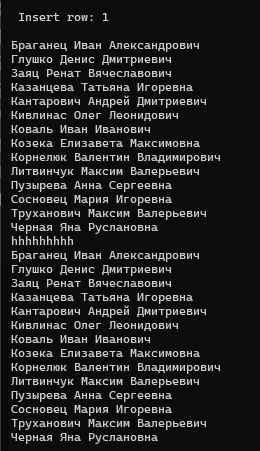 Insert row: 1
Браганец Иван Александрович
Глушко Денис Дмитриевич
Заяц Ренат Вячеславович
Казанцева Татьяна Игоревна
Кантарович Андрей Дмитриевич
Кивлинас Олег Леонидович
Коваль Иван Иванович
Козека Елизавета Максимовна
Корнелюк Валентин Владимирович
Литвинчук Максим Валерьевич
Пузырева Анна Сергеевна
Сосновец Мария Игоревна
Труханович Максим Валерьевич
Черная Яна Руслановна
hhhhhhhhh
Браганец Иван Александрович
Глушко Денис Дмитриевич
Заяц Ренат Вячеславович
Казанцева Татьяна Игоревна
Кантарович Андрей Дмитриевич
Кивлинас Олег Леонидович
Коваль Иван Иванович
Козека Елизавета Максимовна
Корнелюк Валентин Владимирович
Литвинчук Максим Валерьевич
Пузырева Анна Сергеевна
Сосновец Мария Игоревна
Труханович Максим Валерьевич
Черная Яна Руслановна